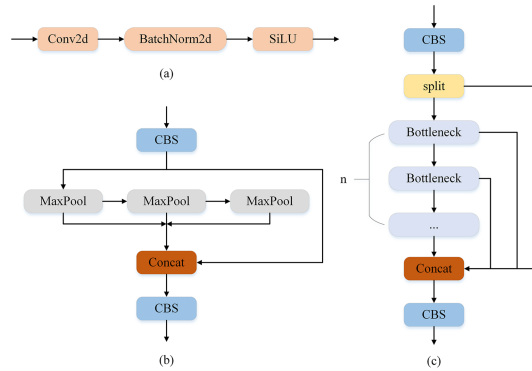 Conv2d
BatchNorm2d
SiLU
(a)
CBS
MaxPool
MaxPool
MaxPool
Concat
CBS
(b)
CBS
split
Bottleneck
n
Bottleneck
...
Concat
CBS
(c)